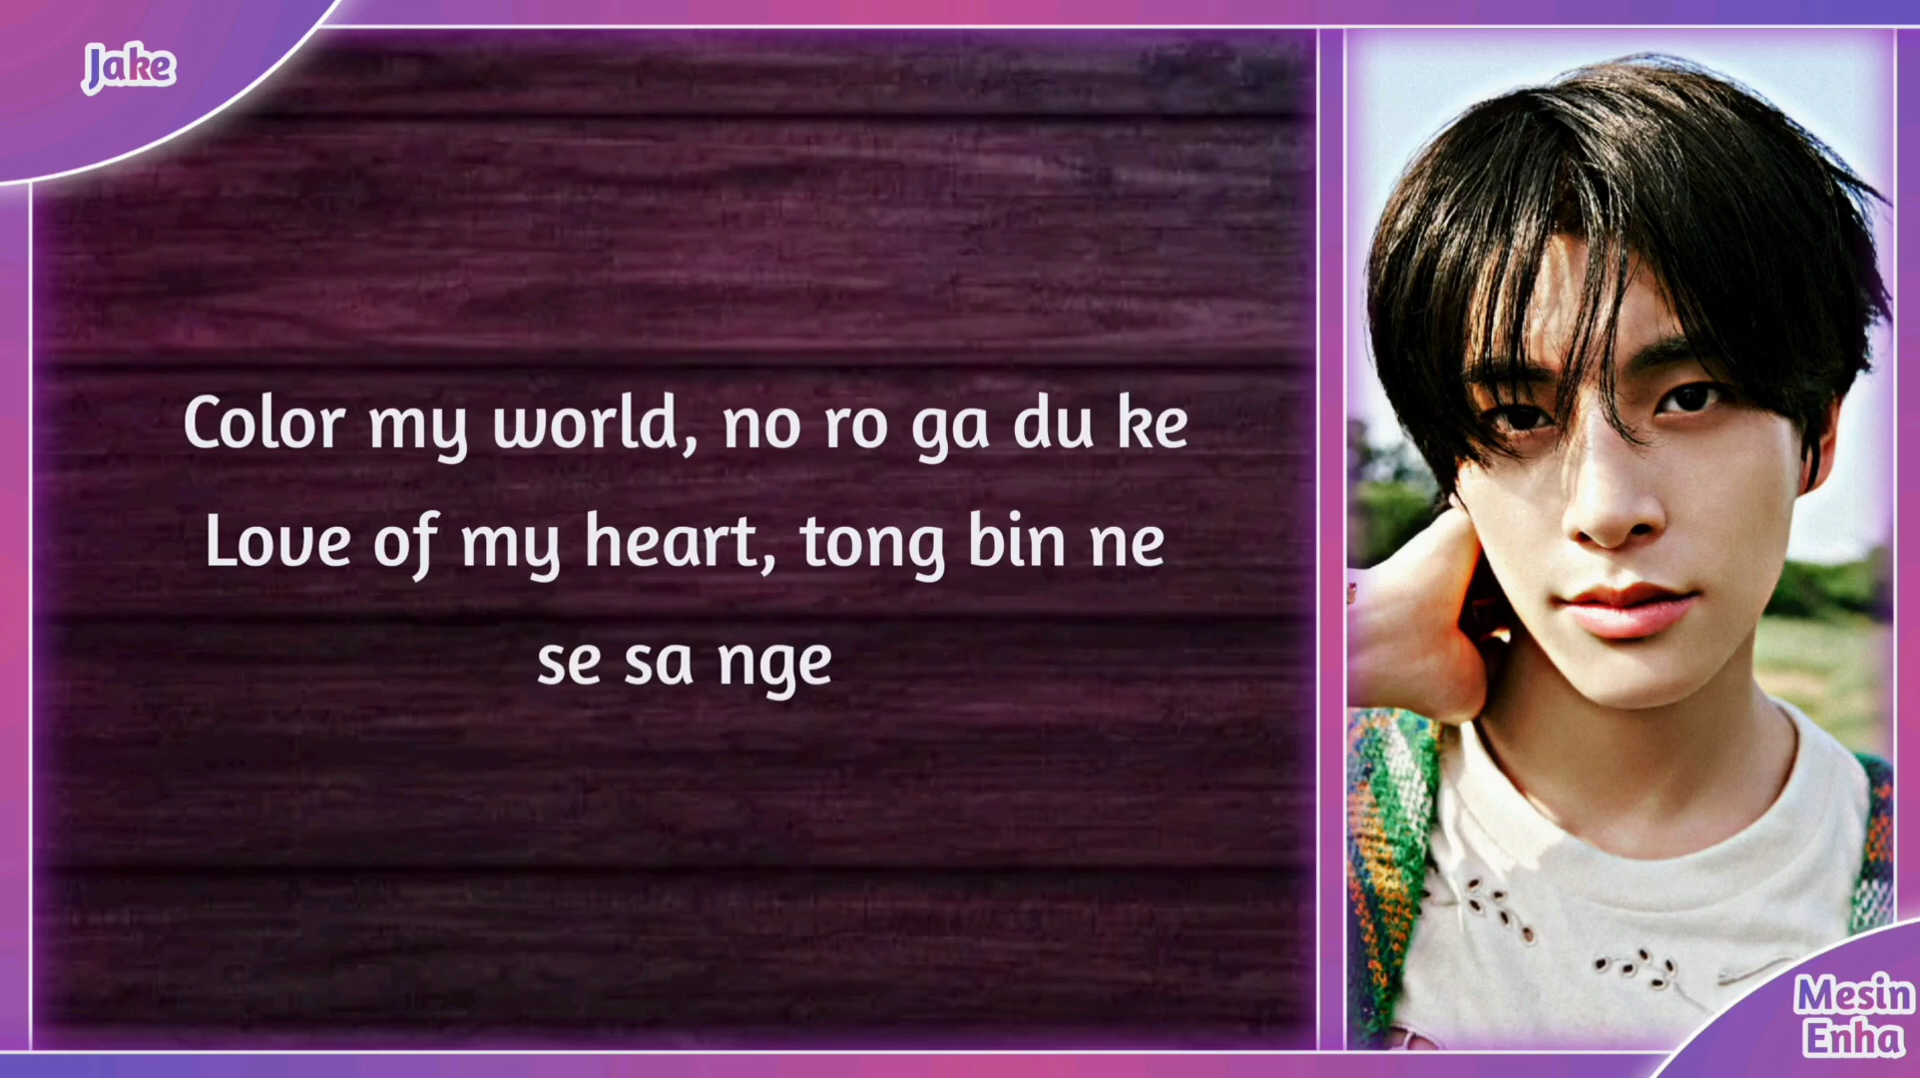 Jake
Color my world, no ro ga du ke
Love of my heart, tong bin ne
se sa nge
Mesin
Enha